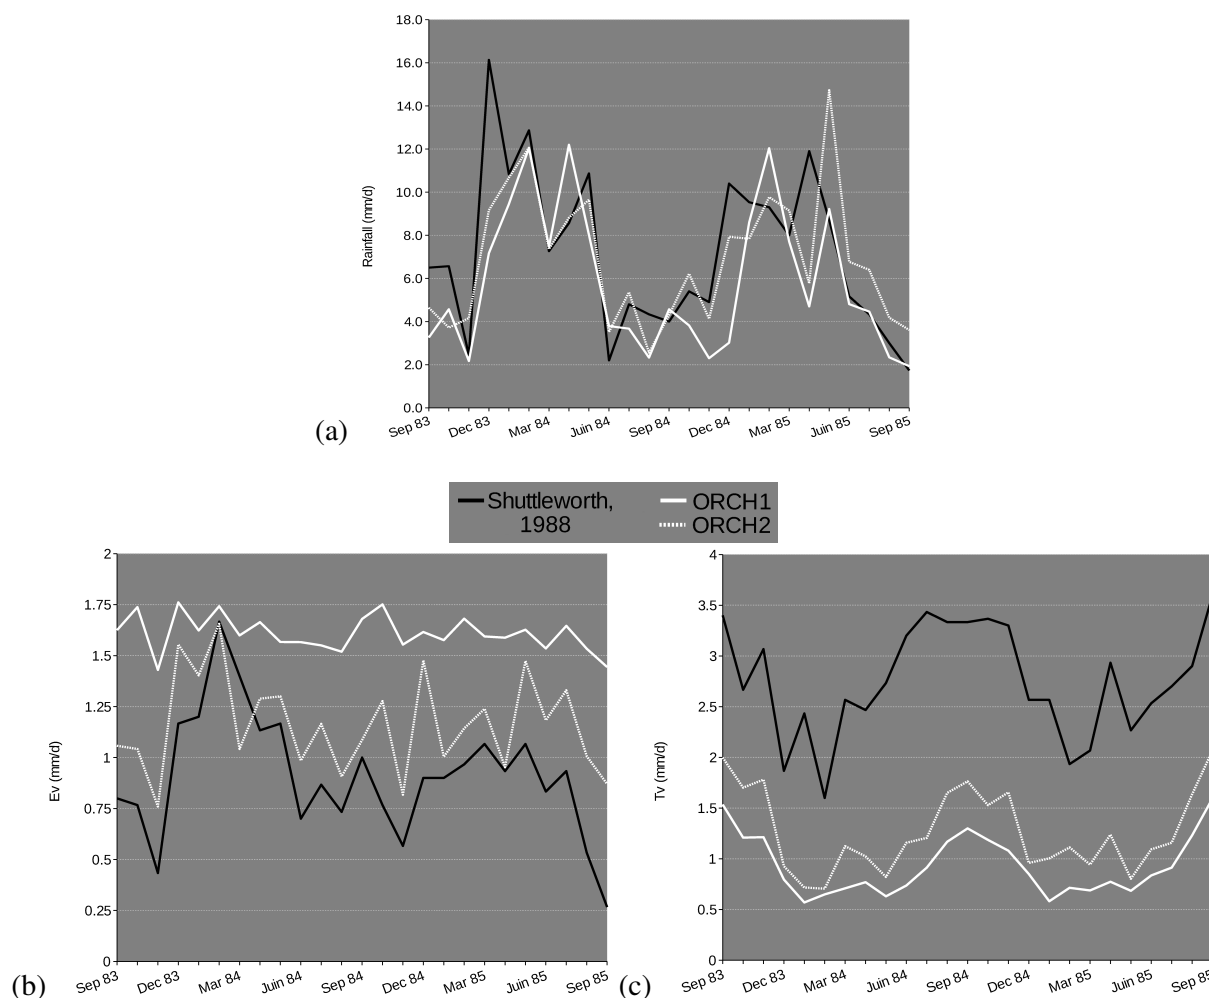 18.0
16.0
14.0
12.0
10.0
8.0
6.0
4.0
2.0
0.0
Rainfall (mm/d)
Sep 83 Dec 83 Mar 84 Juin 84 Sep 84 Dec 84 Mar 85 Juin 85 Sep 85
(a)
Shuttleworth, 1988
ORCH1
ORCH2
2
1.75
1.5
1.25
1
0.75
0.5
0.25
0
Ev (mm/d)
Sep 83 Dec 83 Mar 84 Juin 84 Sep 84 Dec 84 Mar 85 Juin 85 Sep 85
(b)
4
3.5
3
2.5
2
1.5
1
0.5
0
Tv (mm/d)
Sep 83 Dec 83 Mar 84 Juin 84 Sep 84 Dec 84 Mar 85 Juin 85 Sep 85
(c)